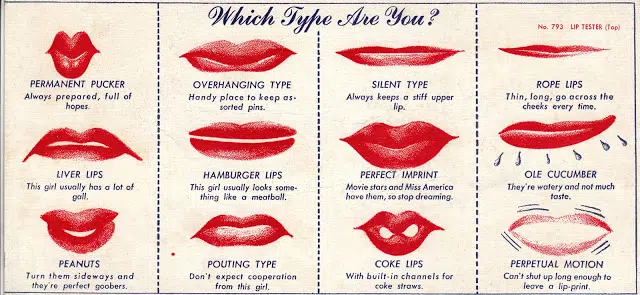 Which Type Are You?
No. 793 LIP TESTER (Top)
PERMANENT PUCKER
Always prepared, full of
hopes.
OVERHANGING TYPE
Handy place to keep as-
sorted pins.
SILENT TYPE
Always keeps a stiff upper
lip.
ROPE LIPS
Thin, long, go across the
cheeks every time.
LIVER LIPS
This girl usually has a lot of
gall.
HAMBURGER LIPS
This girl usually looks some-
thing like a meatball.
PERFECT IMPRINT
Movie stars and Miss America
have them, so stop dreaming.
OLE CUCUMBER
They're watery and not much
taste.
PEANUTS
Turn them sideways and
they're perfect goobers.
POUTING TYPE
Don't expect cooperation
from this girl.
COKE LIPS
With built-in channels for
coke straws.
PERPETUAL MOTION
Can't shut up long enough to
leave a lip-print.